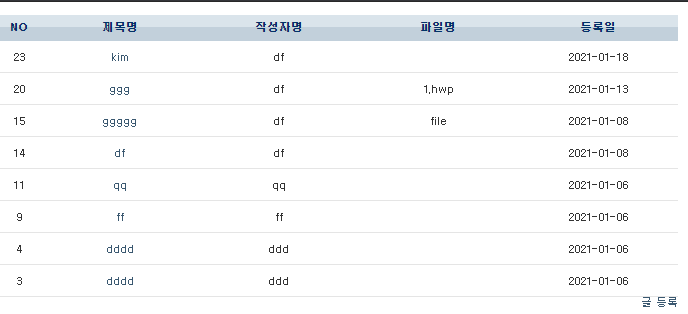 NO 제목명 작성자명 파일명 등록일
23 kim df 2021-01-18
20 ggg df 1.hwp 2021-01-13
15 ggggg df file 2021-01-08
14 df df 2021-01-08
11 qq qq 2021-01-06
9 ff ff 2021-01-06
4 dddd ddd 2021-01-06
3 dddd ddd 2021-01-06
글 등록